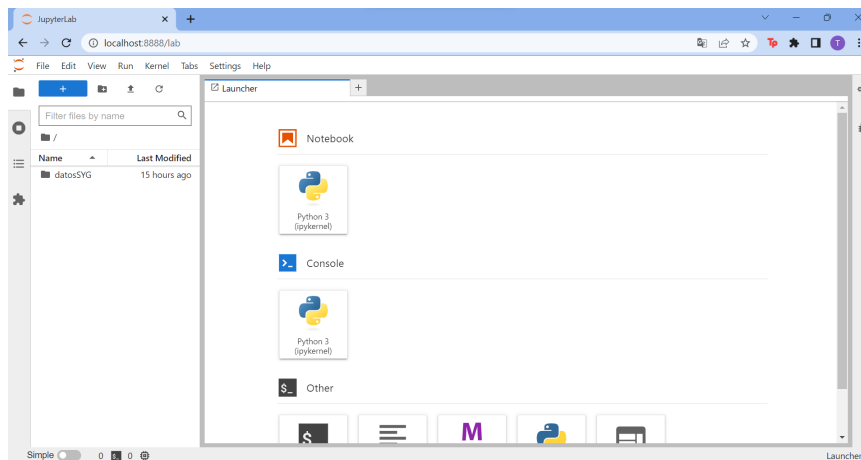 JupyterLab
localhost:8888/lab
Tp
T
File Edit View Run Kernel Tabs Settings Help
Launcher
Filter files by name
/
Name Last Modified
datosSYG 15 hours ago
Notebook
Python 3
(ipykernel)
Console
Python 3
(ipykernel)
$_ Other
$
M
Simple 0 $_ 0
Launcher